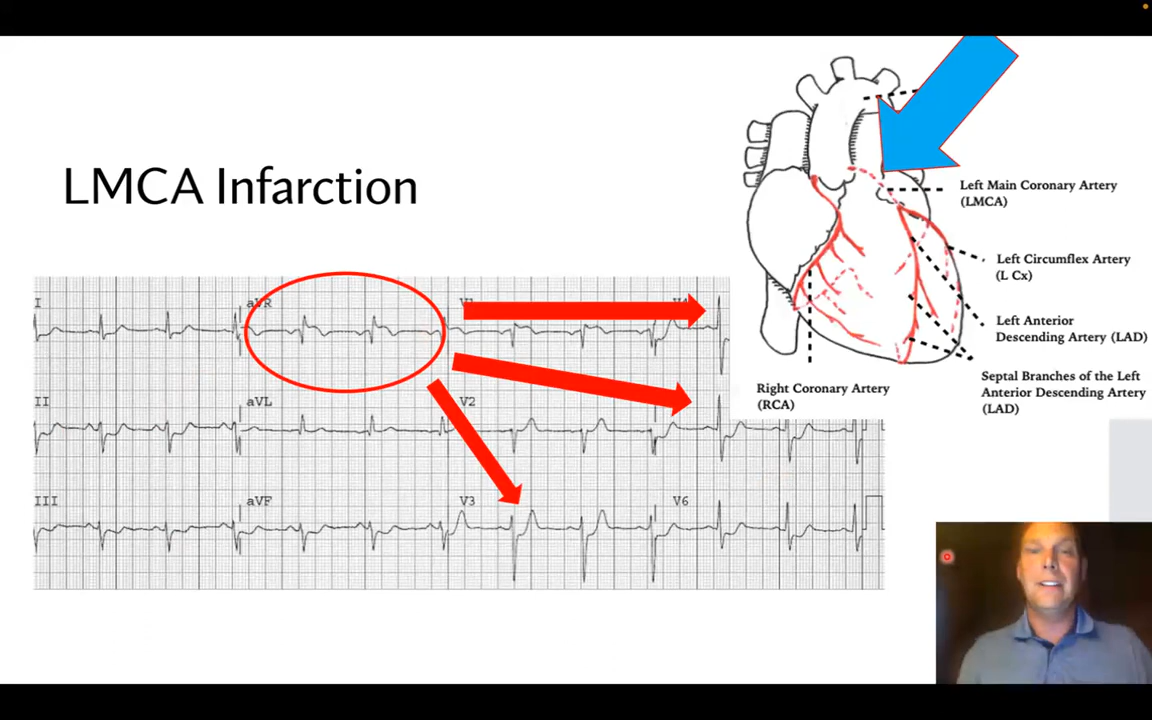 LMCA Infarction
Left Main Coronary Artery
(LMCA)
Left Circumflex Artery
(L Cx)
Left Anterior
Descending Artery (LAD)
Septal Branches of the Left
Anterior Descending Artery
(LAD)
Right Coronary Artery
(RCA)
I
aVR
V1
V4
II
aVL
V2
III
aVF
V3
V6